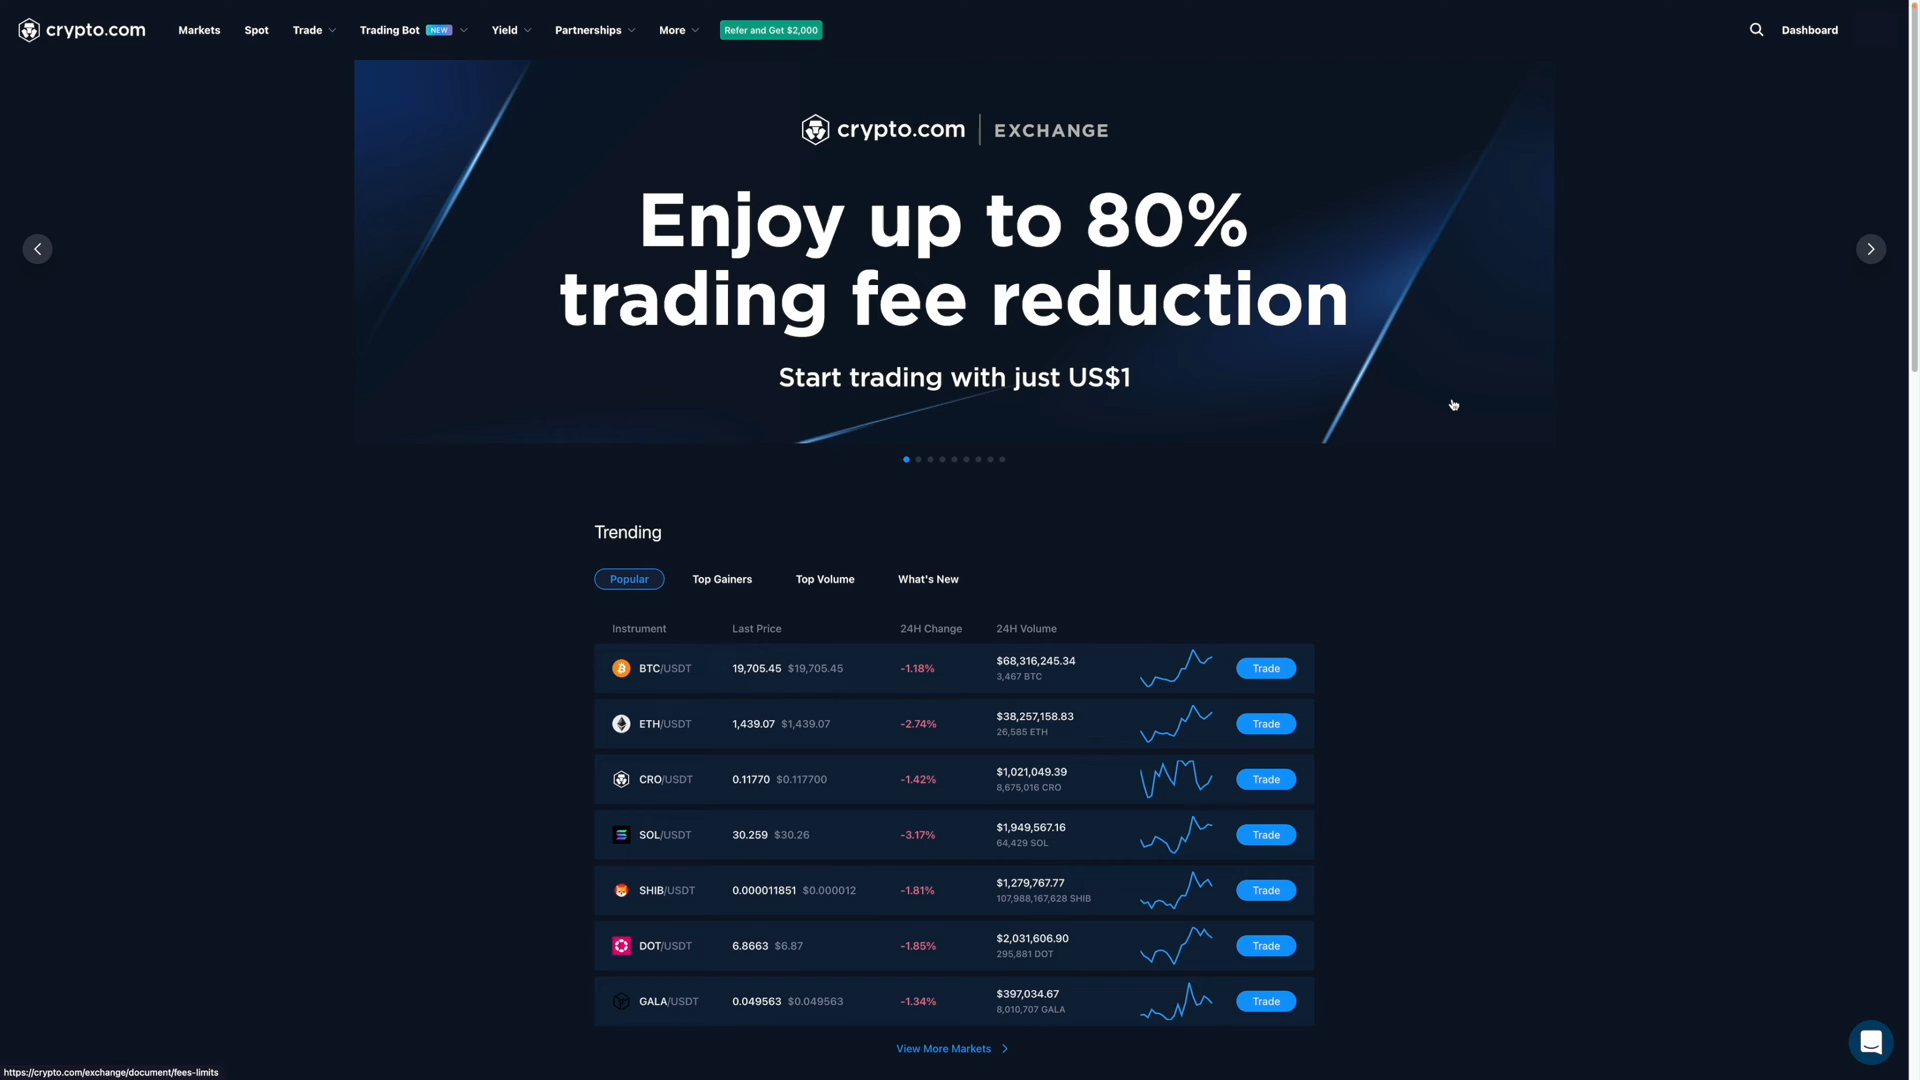 crypto.com Markets Spot Trade Trading Bot NEW Yield Partnerships More Refer and Get $2,000 Dashboard
crypto.com | EXCHANGE
Enjoy up to 80%
trading fee reduction
Start trading with just US$1
Trending
Popular Top Gainers Top Volume What's New
Instrument Last Price 24H Change 24H Volume
BTC/USDT 19,705.45 $19,705.45 -1.18% $68,316,245.34 Trade
3,467 BTC
ETH/USDT 1,439.07 $1,439.07 -2.74% $38,257,158.83 Trade
26,585 ETH
CRO/USDT 0.11770 $0.117700 -1.42% $1,021,049.39 Trade
8,675,016 CRO
SOL/USDT 30.259 $30.26 -3.17% $1,949,567.16 Trade
64,429 SOL
SHIB/USDT 0.000011851 $0.000012 -1.81% $1,279,767.77 Trade
107,988,167,628 SHIB
DOT/USDT 6.8663 $6.87 -1.85% $2,031,606.90 Trade
295,881 DOT
GALA/USDT 0.049563 $0.049563 -1.34% $397,034.67 Trade
8,010,707 GALA
View More Markets
https://crypto.com/exchange/document/fees-limits